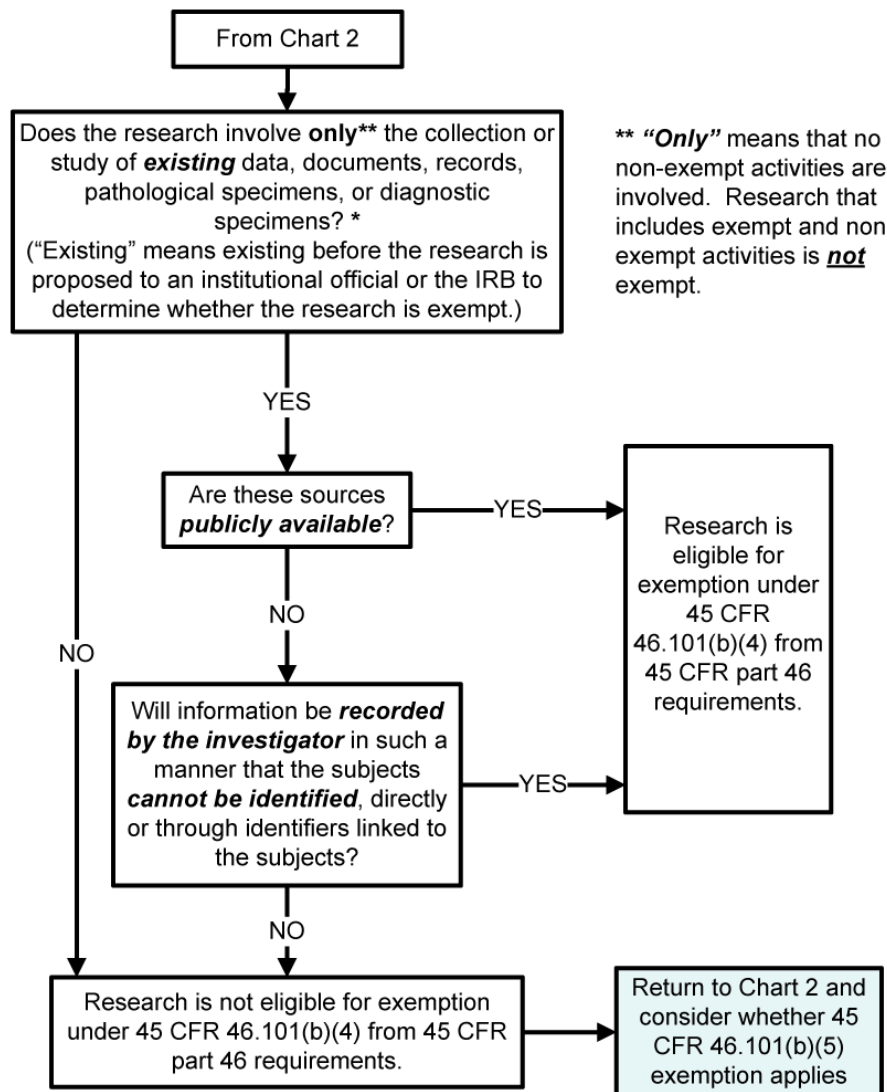 From Chart 2
Does the research involve only** the collection or
study of existing data, documents, records,
pathological specimens, or diagnostic
specimens? *
(“Existing” means existing before the research is
proposed to an institutional official or the IRB to
determine whether the research is exempt.)
** “Only” means that no
non-exempt activities are
involved. Research that
includes exempt and non
exempt activities is not
exempt.
YES
Are these sources
publicly available?
YES
Research is
eligible for
exemption under
45 CFR
46.101(b)(4) from
45 CFR part 46
requirements.
NO
NO
Will information be recorded
by the investigator in such a
manner that the subjects
cannot be identified, directly
or through identifiers linked to
the subjects?
YES
NO
Research is not eligible for exemption
under 45 CFR 46.101(b)(4) from 45 CFR
part 46 requirements.
Return to Chart 2 and
consider whether 45
CFR 46.101(b)(5)
exemption applies